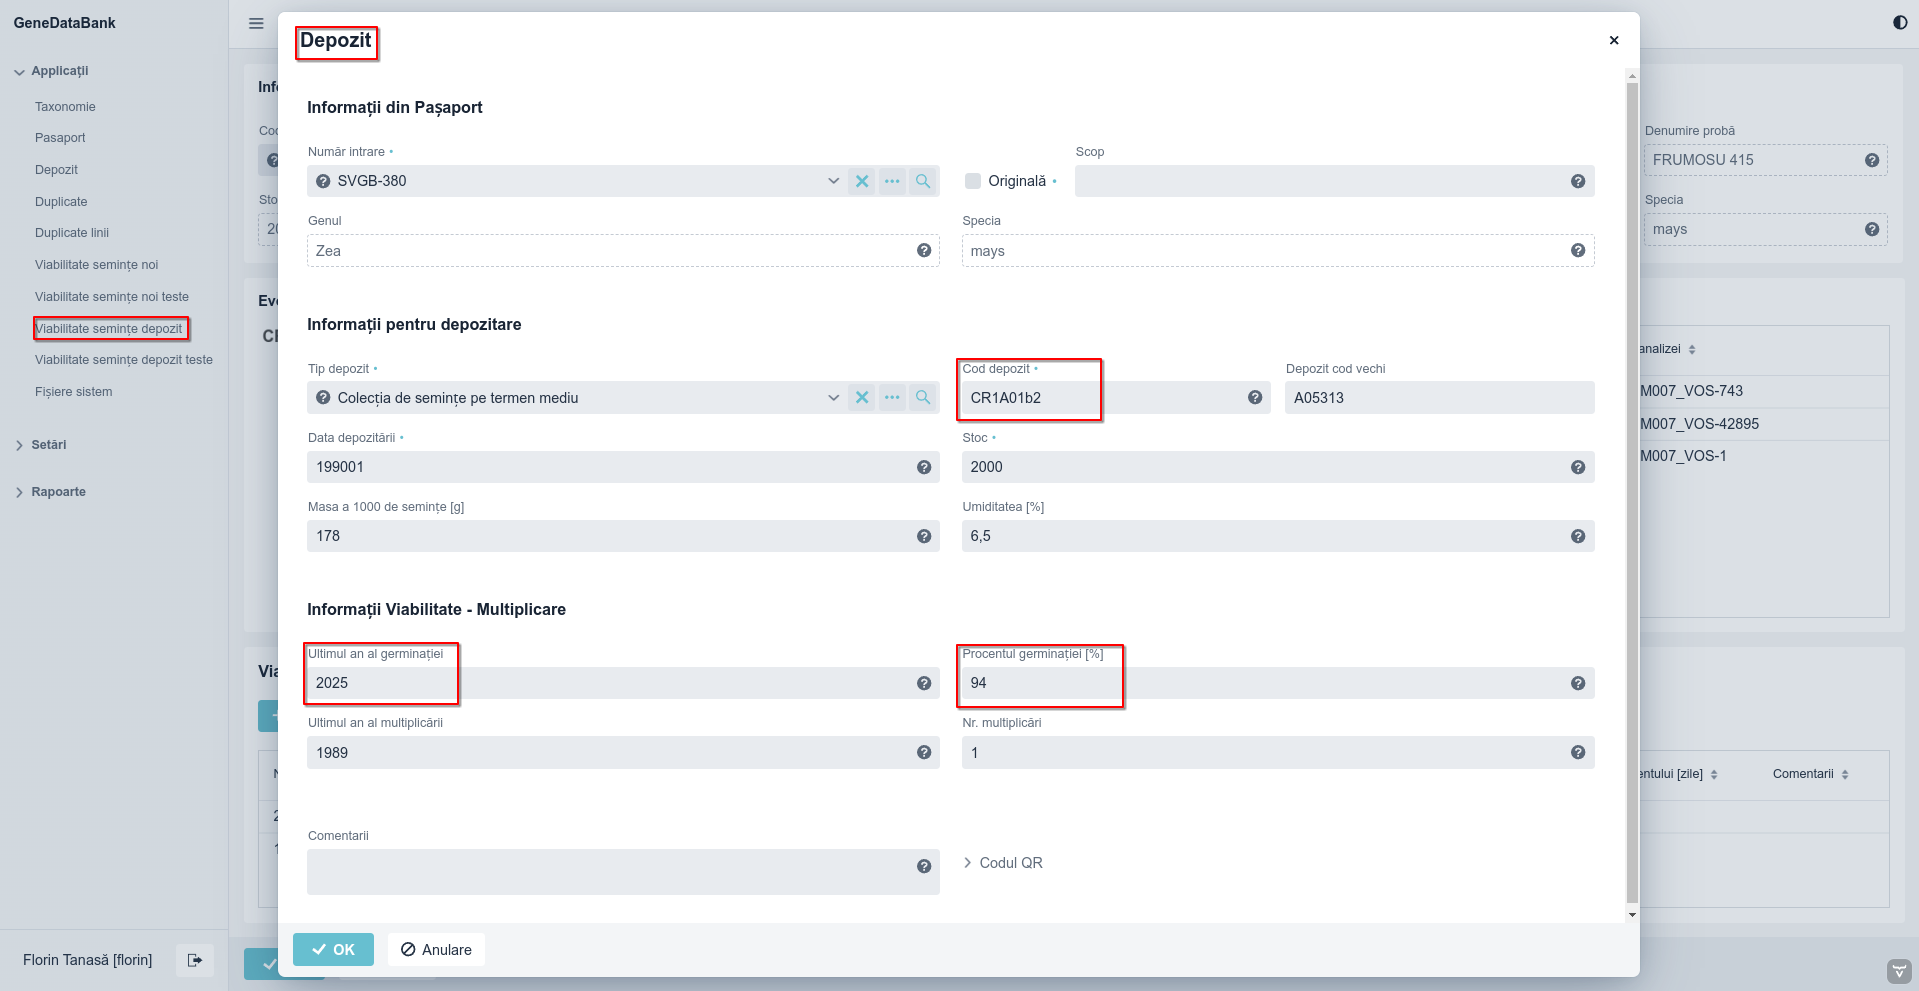 GeneDataBank
Applicații
Taxonomie
Pasaport
Depozit
Duplicate
Duplicate linii
Viabilitate semințe noi
Viabilitate semințe noi teste
Viabilitate semințe depozit
Viabilitate semințe depozit teste
Fișiere sistem
Setări
Rapoarte
Florin Tanasă [florin]
Depozit
Informații din Pașaport
Număr intrare
SVGB-380
Originală
Scop
Genul
Zea
Specia
mays
Informații pentru depozitare
Tip depozit
Colecția de semințe pe termen mediu
Cod depozit
CR1A01b2
Depozit cod vechi
A05313
Data depozitării
199001
Stoc
2000
Masa a 1000 de semințe [g]
178
Umiditatea [%]
6,5
Informații Viabilitate - Multiplicare
Ultimul an al germinației
2025
Procentul germinației [%]
94
Ultimul an al multiplicării
1989
Nr. multiplicări
1
Comentarii
Codul QR
OK
Anulare
Denumire probă
FRUMOSU 415
Specia
mays
analizei
M007_VOS-743
M007_VOS-42895
M007_VOS-1
entului [zile]
Comentarii